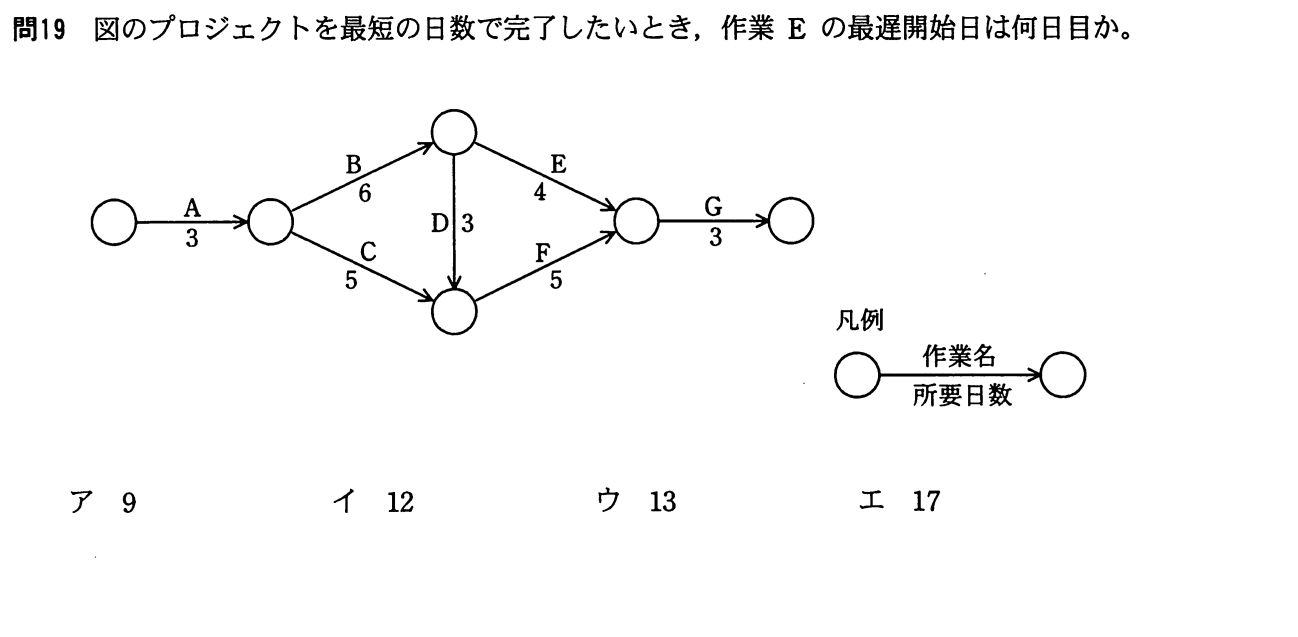 問19 図のプロジェクトを最短の日数で完了したいとき，作業 E の最遅開始日は何日目か。
B
6
E
4
A
3
D 3
G
3
C
5
F
5
凡例
作業名
所要日数
ア 9 イ 12 ウ 13 エ 17